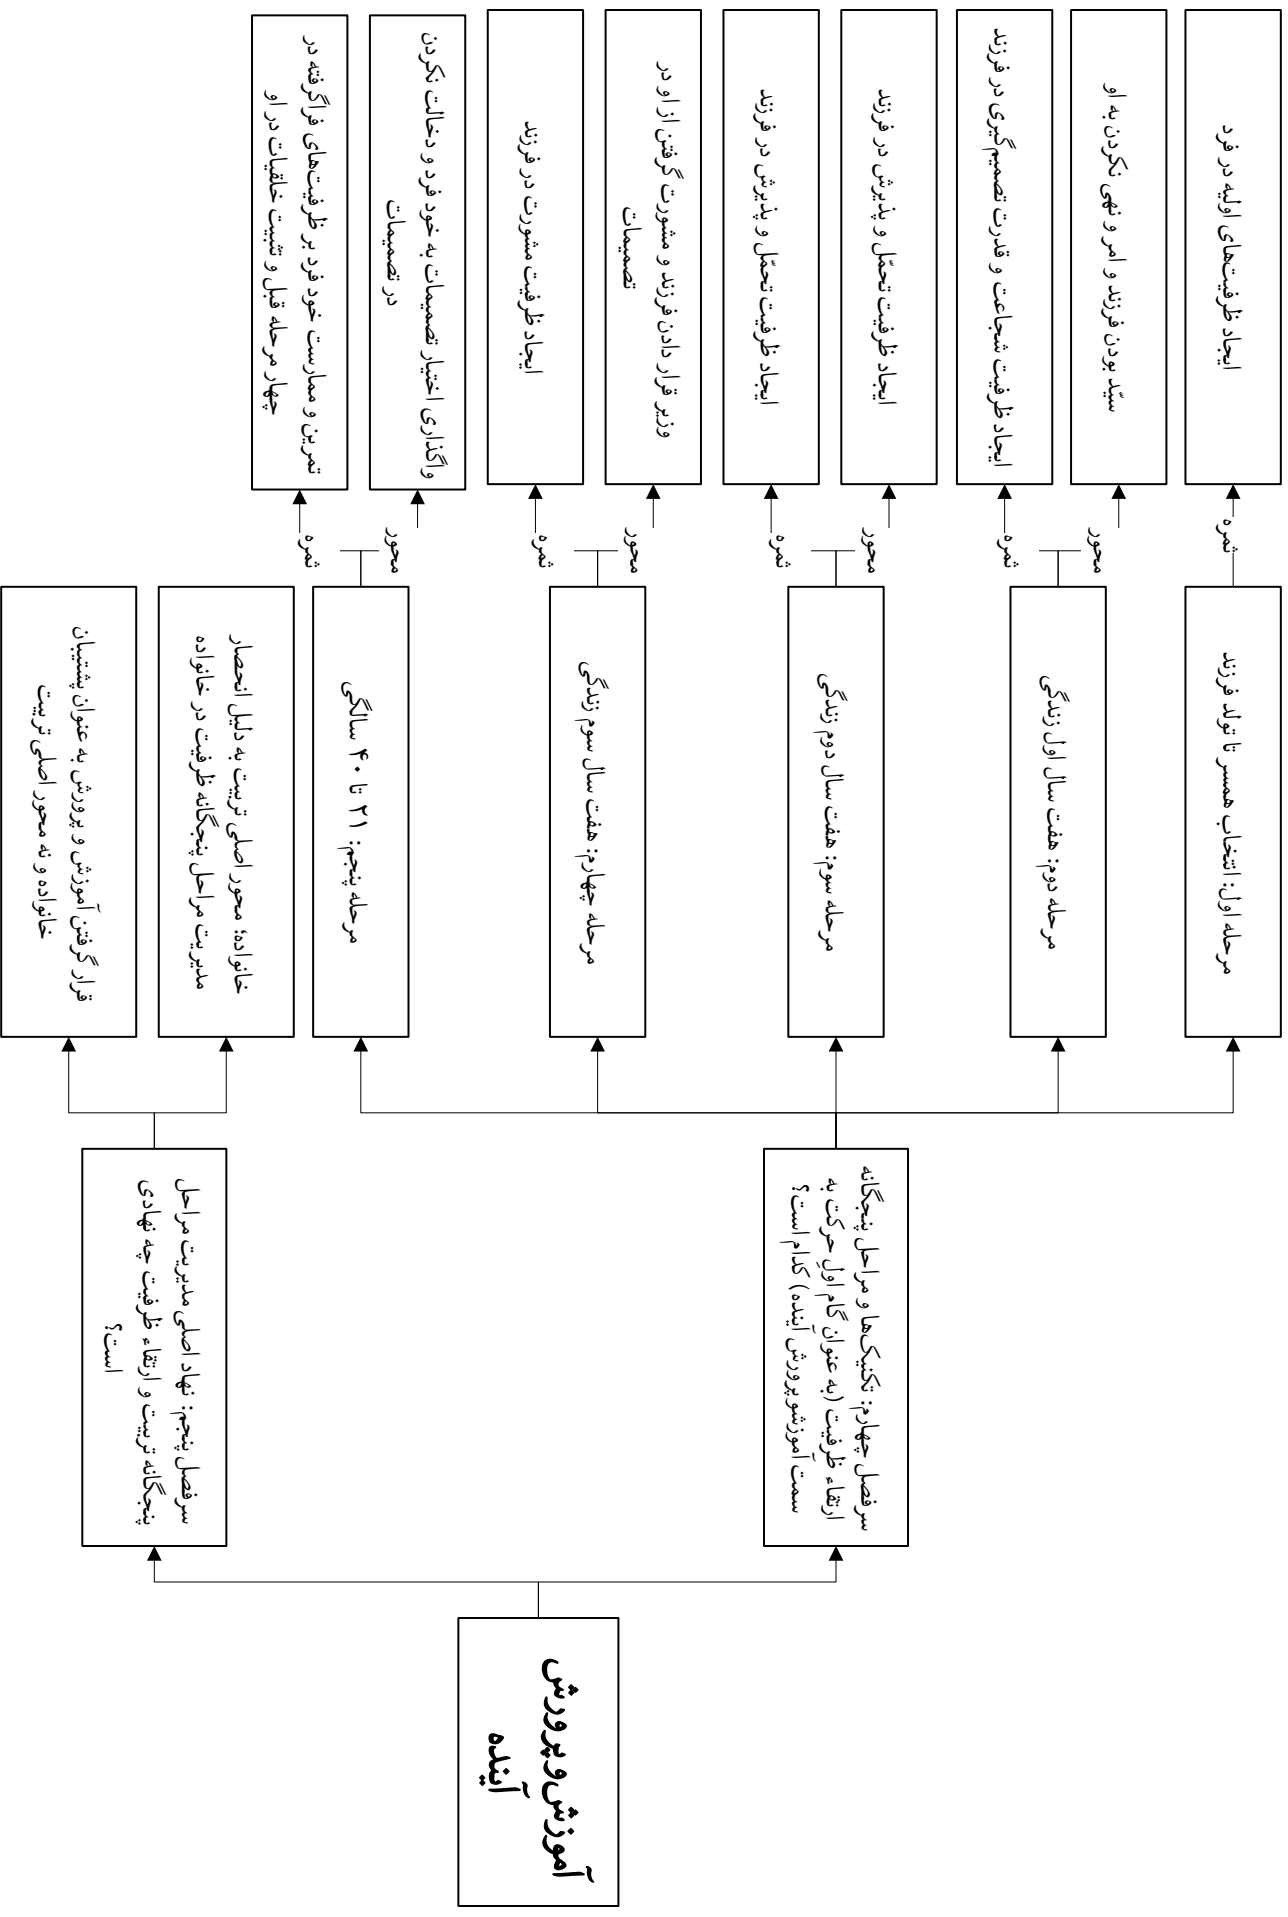 آموزش‌وپرورش
آینده
سرفصل چهارم: تکنیک‌ها و مراحل پنجگانه
ارتقاء ظرفیت (به عنوان گام اولِ حرکت به
سمت آموزشوپرورش آینده) کدام است؟
مرحله اول: انتخاب همسر تا تولد فرزند
ثمره
ایجاد ظرفیت‌های اولیه در فرد
مرحله دوم: هفت سال اول زندگی
محور
سیّد بودن فرزند و امر و نهی نکردن به او
ثمره
ایجاد ظرفیت شجاعت و قدرت تصمیم‌گیری در فرزند
مرحله سوم: هفت سال دوم زندگی
محور
ایجاد ظرفیت تحمّل و پذیرش در فرزند
ثمره
ایجاد ظرفیت تحمّل و پذیرش در فرزند
مرحله چهارم: هفت سال سوم زندگی
محور
وزیر قرار دادن فرزند و مشورت گرفتن از او در
تصمیمات
ثمره
ایجاد ظرفیت مشورت در فرزند
مرحله پنجم: ۲۱ تا ۴۰ سالگی
محور
واگذاری اختیار تصمیمات به خود فرد و دخالت نکردن
در تصمیمات
ثمره
تمرین و ممارست خود فرد بر ظرفیت‌های فراگرفته در
چهار مرحله قبل و تثبیت خلقیات در او
سرفصل پنجم: نهاد اصلی مدیریت مراحل
پنجگانه تربیت و ارتقاء ظرفیت چه نهادی
است؟
خانواده؛ محور اصلی تربیت به دلیل انحصار
مدیریت مراحل پنجگانه ظرفیت در خانواده
قرار گرفتن آموزش و پرورش به عنوان پشتیبان
خانواده و نه محور اصلی تربیت